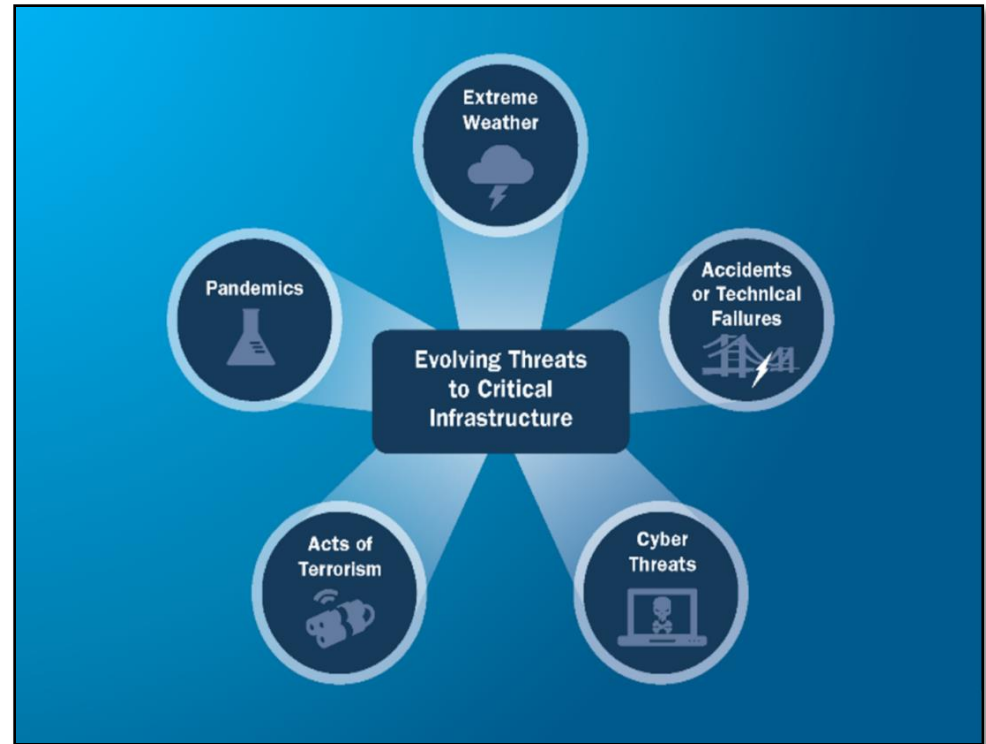 Extreme
Weather
Accidents
or Technical
Failures
Pandemics
Evolving Threats
to Critical
Infrastructure
Acts of
Terrorism
Cyber
Threats